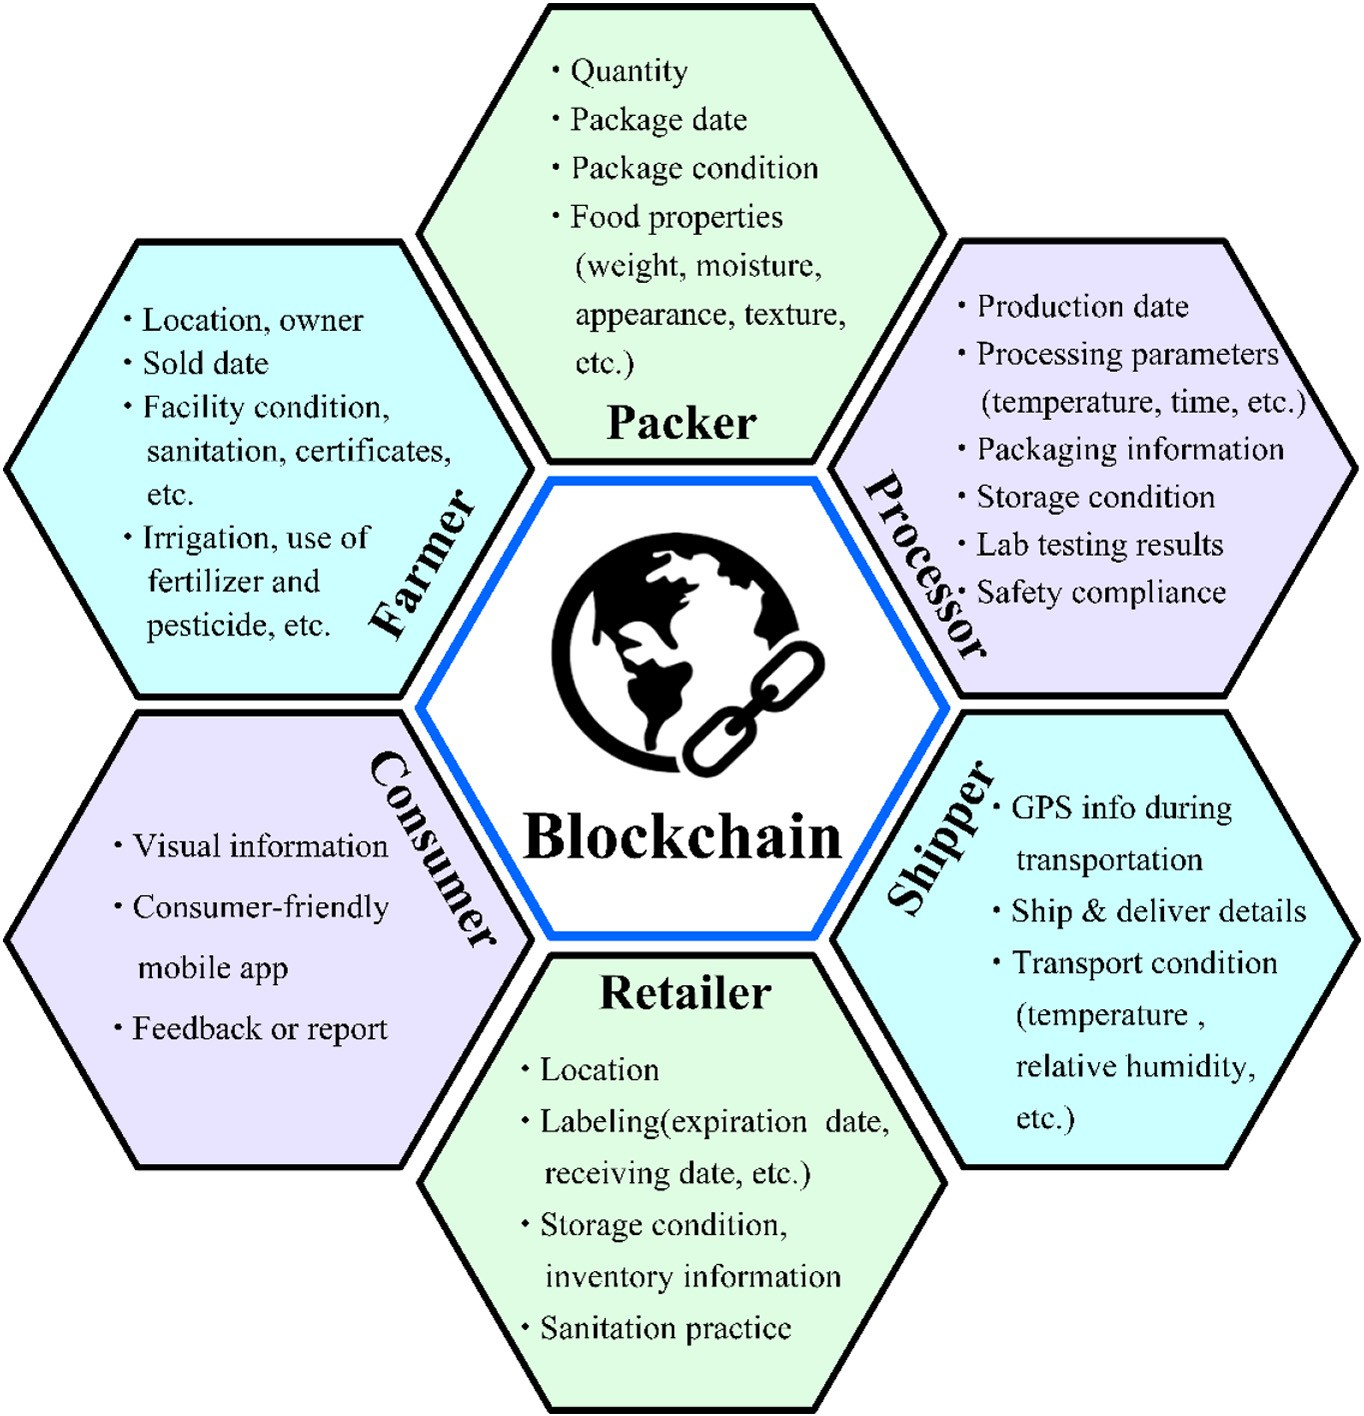 ・Quantity
・Package date
・Package condition
・Food properties
(weight, moisture,
appearance, texture,
etc.)
Packer
・Location, owner
・Sold date
・Facility condition,
sanitation, certificates,
etc.
・Irrigation, use of
fertilizer and
pesticide, etc.
Farmer
・Production date
・Processing parameters
(temperature, time, etc.)
・Packaging information
・Storage condition
・Lab testing results
・Safety compliance
Processor
Blockchain
・Visual information
・Consumer-friendly
mobile app
・Feedback or report
Consumer
Shipper
・GPS info during
transportation
・Ship & deliver details
・Transport condition
(temperature ,
relative humidity,
etc.)
Retailer
・Location
・Labeling(expiration date,
receiving date, etc.)
・Storage condition,
inventory information
・Sanitation practice